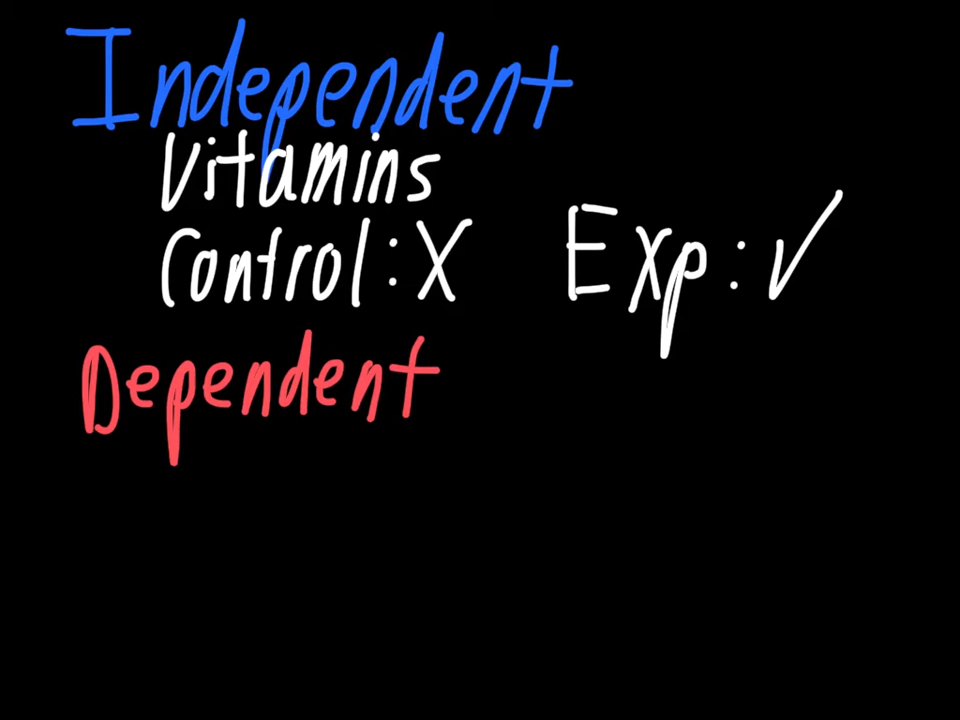 Independent
Vitamins
Control: X Exp: ✓
Dependent